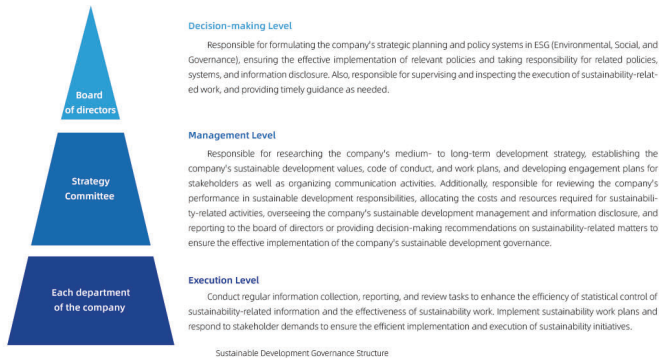 Decision-making Level
Responsible for formulating the company's strategic planning and policy systems in ESG (Environmental, Social, and
Governance), ensuring the effective implementation of relevant policies and taking responsibility for related policies,
systems, and information disclosure. Also, responsible for supervising and inspecting the execution of sustainability-relat-
ed work, and providing timely guidance as needed.
Board
of directors
Management Level
Responsible for researching the company's medium- to long-term development strategy, establishing the
company's sustainable development values, code of conduct, and work plans, and developing engagement plans for
stakeholders as well as organizing communication activities. Additionally, responsible for reviewing the company's
performance in sustainable development responsibilities, allocating the costs and resources required for sustainabili-
ty-related activities, overseeing the company's sustainable development management and information disclosure, and
reporting to the board of directors or providing decision-making recommendations on sustainability-related matters to
ensure the effective implementation of the company's sustainable development governance.
Strategy
Committee
Execution Level
Conduct regular information collection, reporting, and review tasks to enhance the efficiency of statistical control of
sustainability-related information and the effectiveness of sustainability work. Implement sustainability work plans and
respond to stakeholder demands to ensure the efficient implementation and execution of sustainability initiatives.
Each department
of the company
Sustainable Development Governance Structure